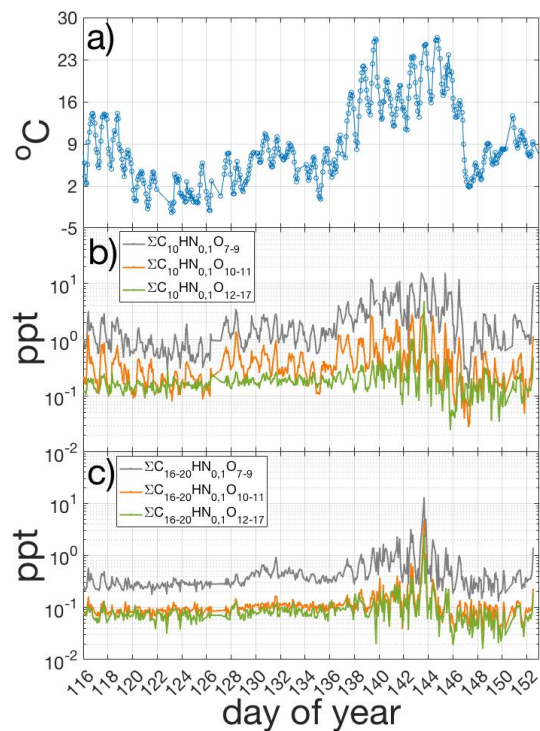 a)
30
23
16
9
2
-5
°C
b)
ΣC₁₀HN₀,₁O₇₋₉
ΣC₁₀HN₀,₁O₁₀₋₁₁
ΣC₁₀HN₀,₁O₁₂₋₁₇
10¹
10⁰
10⁻¹
10⁻²
ppt
c)
ΣC₁₆₋₂₀HN₀,₁O₇₋₉
ΣC₁₆₋₂₀HN₀,₁O₁₀₋₁₁
ΣC₁₆₋₂₀HN₀,₁O₁₂₋₁₇
10¹
10⁰
10⁻¹
10⁻²
ppt
116 118 120 122 124 126 128 130 132 134 136 138 140 142 144 146 148 150 152
day of year